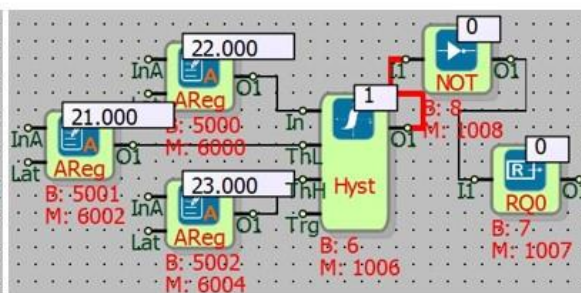 0
22.000
InA
I1
O1
NOT
AReg
O1
1
B: 8
M: 1008
21.000
B: 5000
M: 6000
In
InA
Lat
AReg
O1
ThL
O1
0
B: 5001
M: 6002
23.000
ThH
Hyst
InA
I1
RQ0
O
Lat
AReg
O1
Trg
B: 7
M: 1007
B: 5002
M: 6004
B: 6
M: 1006